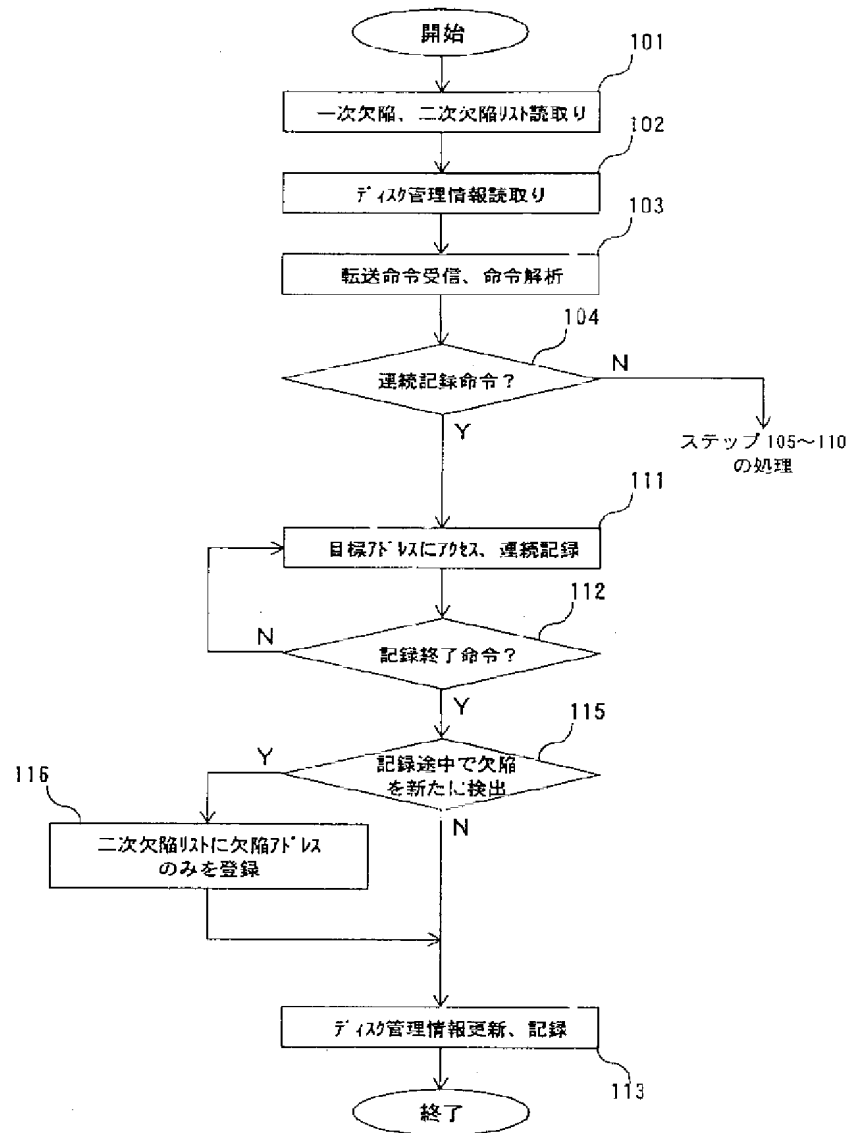 開始
101
一次欠陥、二次欠陥ﾘｽﾄ読取り
102
ﾃﾞｨｽｸ管理情報読取り
103
転送命令受信、命令解析
104
連続記録命令？
N
Y
ステップ105～110
の処理
111
目標ｱﾄﾞﾚｽにｱｸｾｽ、連続記録
112
記録終了命令？
N
Y
115
記録途中で欠陥
を新たに検出
Y
N
116
二次欠陥ﾘｽﾄに欠陥ｱﾄﾞﾚｽ
のみを登録
ﾃﾞｨｽｸ管理情報更新、記録
113
終了